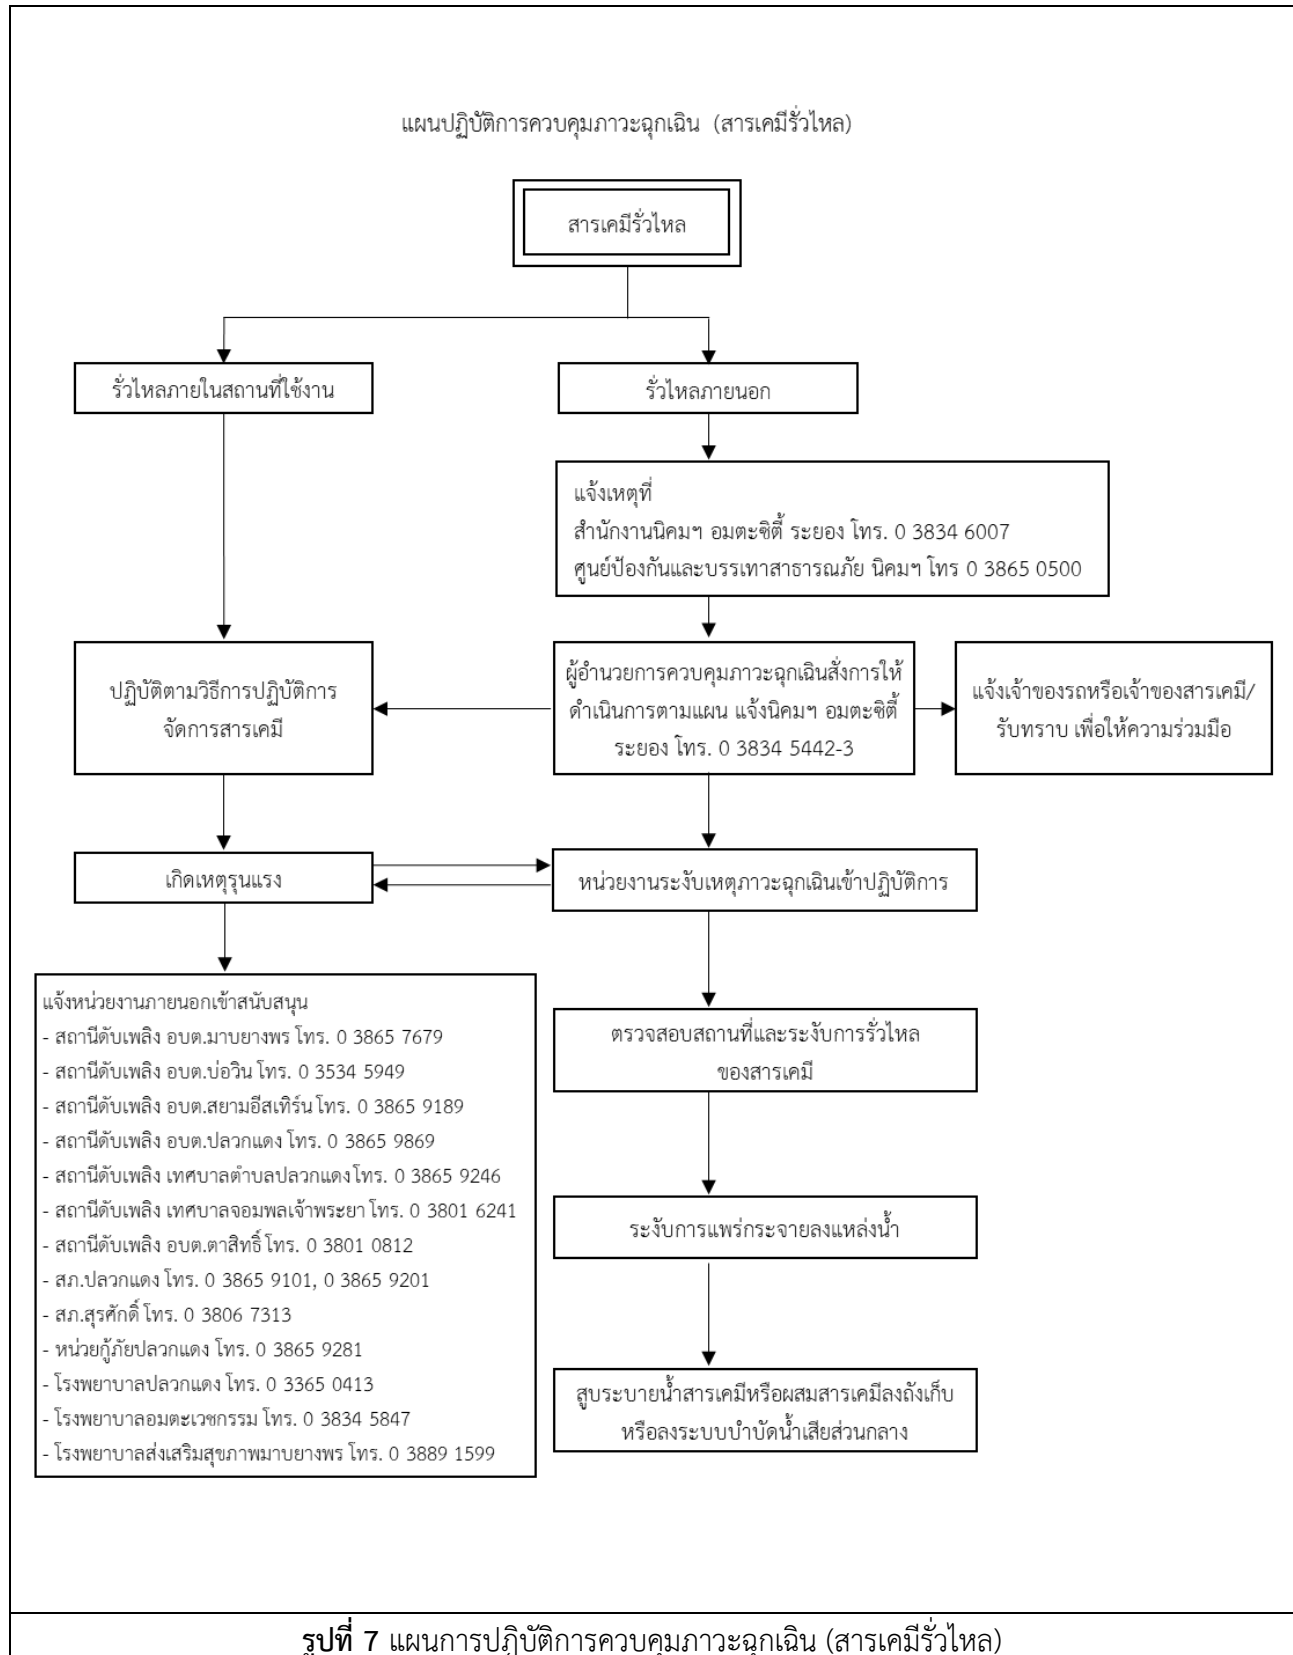 แผนปฏิบัติการควบคุมภาวะฉุกเฉิน (สารเคมีรั่วไหล)
สารเคมีรั่วไหล
รั่วไหลภายในสถานที่ใช้งาน
รั่วไหลภายนอก
แจ้งเหตุที่
สำนักงานนิคมฯ อมตะซิตี้ ระยอง โทร. 0 3834 6007
ศูนย์ป้องกันและบรรเทาสาธารณภัย นิคมฯ โทร 0 3865 0500
ปฏิบัติตามวิธีการปฏิบัติการ
จัดการสารเคมี
ผู้อำนวยการควบคุมภาวะฉุกเฉินสั่งการให้
ดำเนินการตามแผน แจ้งนิคมฯ อมตะซิตี้
ระยอง โทร. 0 3834 5442-3
แจ้งเจ้าของรถหรือเจ้าของสารเคมี/
รับทราบ เพื่อให้ความร่วมมือ
เกิดเหตุรุนแรง
หน่วยงานระงับเหตุภาวะฉุกเฉินเข้าปฏิบัติการ
แจ้งหน่วยงานภายนอกเข้าสนับสนุน
- สถานีดับเพลิง อบต.มาบยางพร โทร. 0 3865 7679
- สถานีดับเพลิง อบต.บ่อวิน โทร. 0 3534 5949
- สถานีดับเพลิง อบต.สยามอีสเทิร์น โทร. 0 3865 9189
- สถานีดับเพลิง อบต.ปลวกแดง โทร. 0 3865 9869
- สถานีดับเพลิง เทศบาลตำบลปลวกแดง โทร. 0 3865 9246
- สถานีดับเพลิง เทศบาลจอมพลเจ้าพระยา โทร. 0 3801 6241
- สถานีดับเพลิง อบต.ตาสิทธิ์ โทร. 0 3801 0812
- สภ.ปลวกแดง โทร. 0 3865 9101, 0 3865 9201
- สภ.สุรศักดิ์ โทร. 0 3806 7313
- หน่วยกู้ภัยปลวกแดง โทร. 0 3865 9281
- โรงพยาบาลปลวกแดง โทร. 0 3365 0413
- โรงพยาบาลอมตะเวชกรรม โทร. 0 3834 5847
- โรงพยาบาลส่งเสริมสุขภาพมาบยางพร โทร. 0 3889 1599
ตรวจสอบสถานที่และระงับการรั่วไหล
ของสารเคมี
ระงับการแพร่กระจายลงแหล่งน้ำ
สูบระบายน้ำสารเคมีหรือผสมสารเคมีลงถังเก็บ
หรือลงระบบบำบัดน้ำเสียส่วนกลาง
รูปที่ 7 แผนการปฏิบัติการควบคุมภาวะฉุกเฉิน (สารเคมีรั่วไหล)